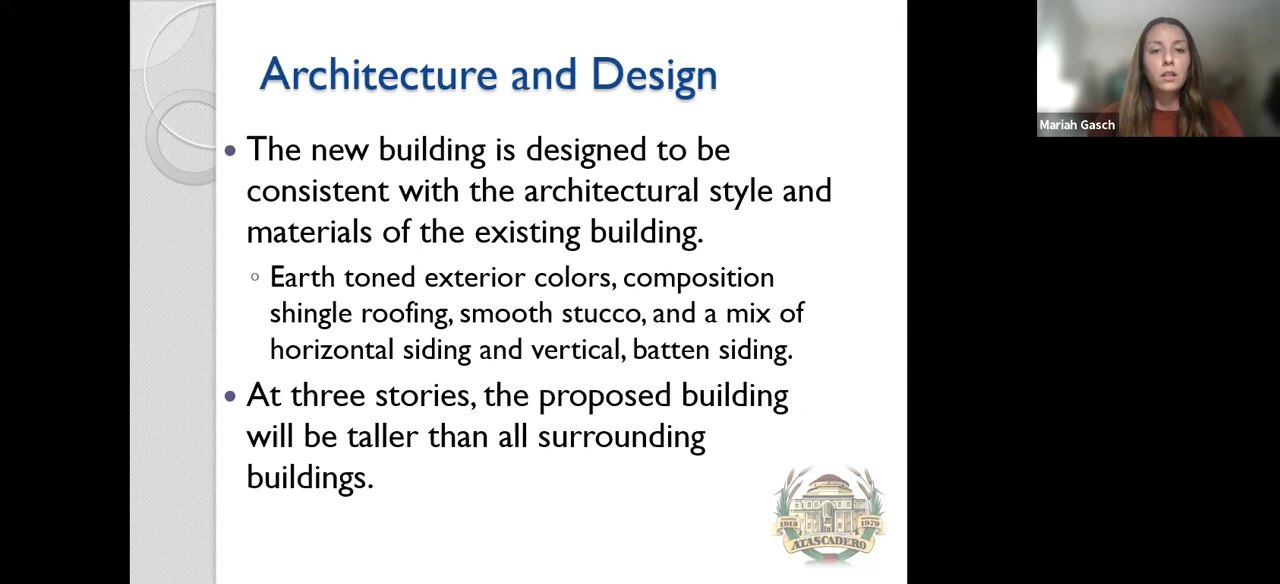 Architecture and Design
Mariah Gasch
• The new building is designed to be
consistent with the architectural style and
materials of the existing building.
◦ Earth toned exterior colors, composition
shingle roofing, smooth stucco, and a mix of
horizontal siding and vertical, batten siding.
• At three stories, the proposed building
will be taller than all surrounding
buildings.
1913
1979
ATASCADERO